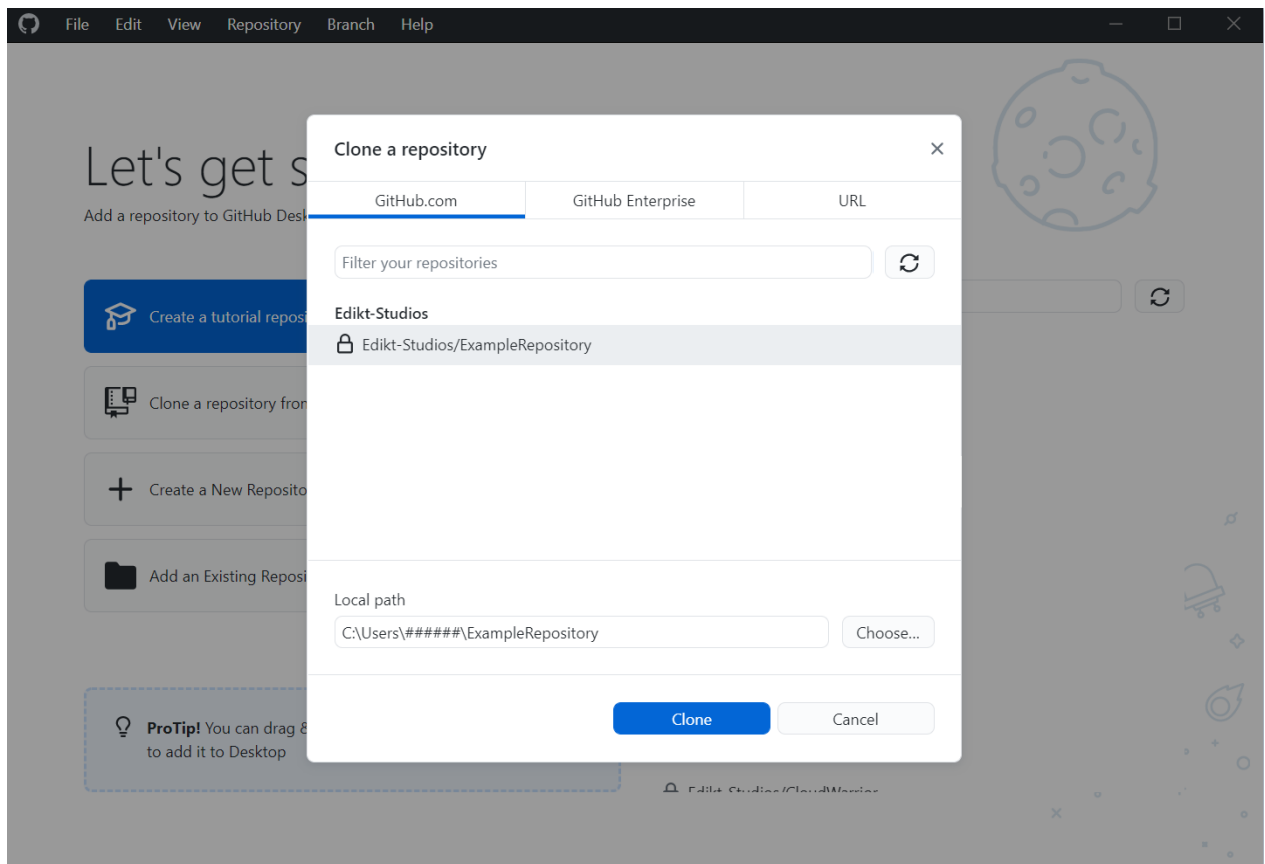 File Edit View Repository Branch Help
Let's get s
Add a repository to GitHub Desk
Create a tutorial reposi
Clone a repository fron
Create a New Reposito
Add an Existing Reposi
ProTip! You can drag &
to add it to Desktop
Clone a repository
GitHub.com GitHub Enterprise URL
Filter your repositories
Edikt-Studios
Edikt-Studios/ExampleRepository
Local path
C:\Users\######\ExampleRepository Choose...
Clone Cancel
Edikt-Studios/CloudWarrior